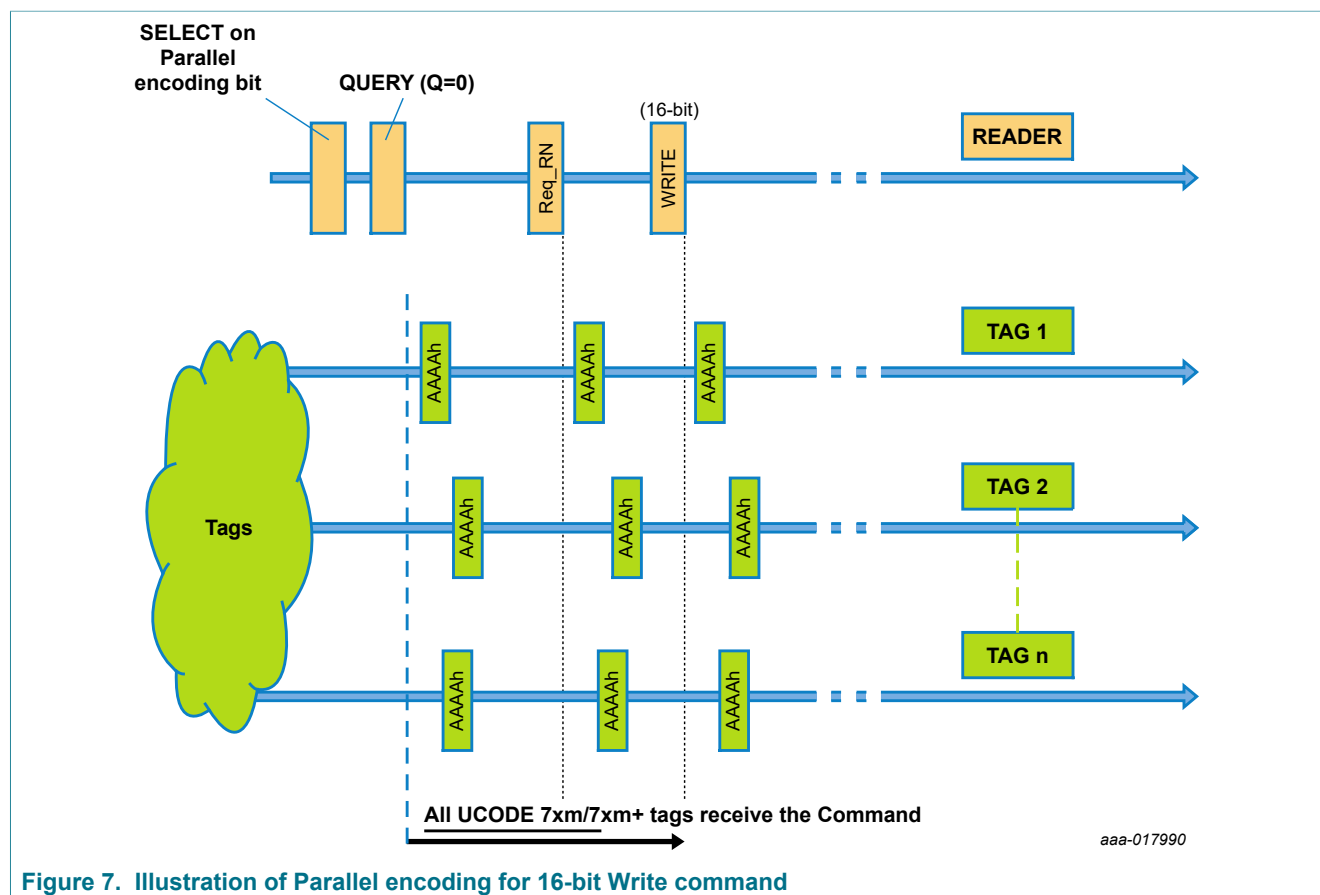 SELECT on
Parallel
encoding bit
QUERY (Q=0)
(16-bit)
Req_RN
WRITE
READER
AAAAh
AAAAh
AAAAh
TAG 1
Tags
AAAAh
AAAAh
AAAAh
TAG 2
AAAAh
AAAAh
AAAAh
TAG n
All UCODE 7xm/7xm+ tags receive the Command
aaa-017990
Figure 7. Illustration of Parallel encoding for 16-bit Write command